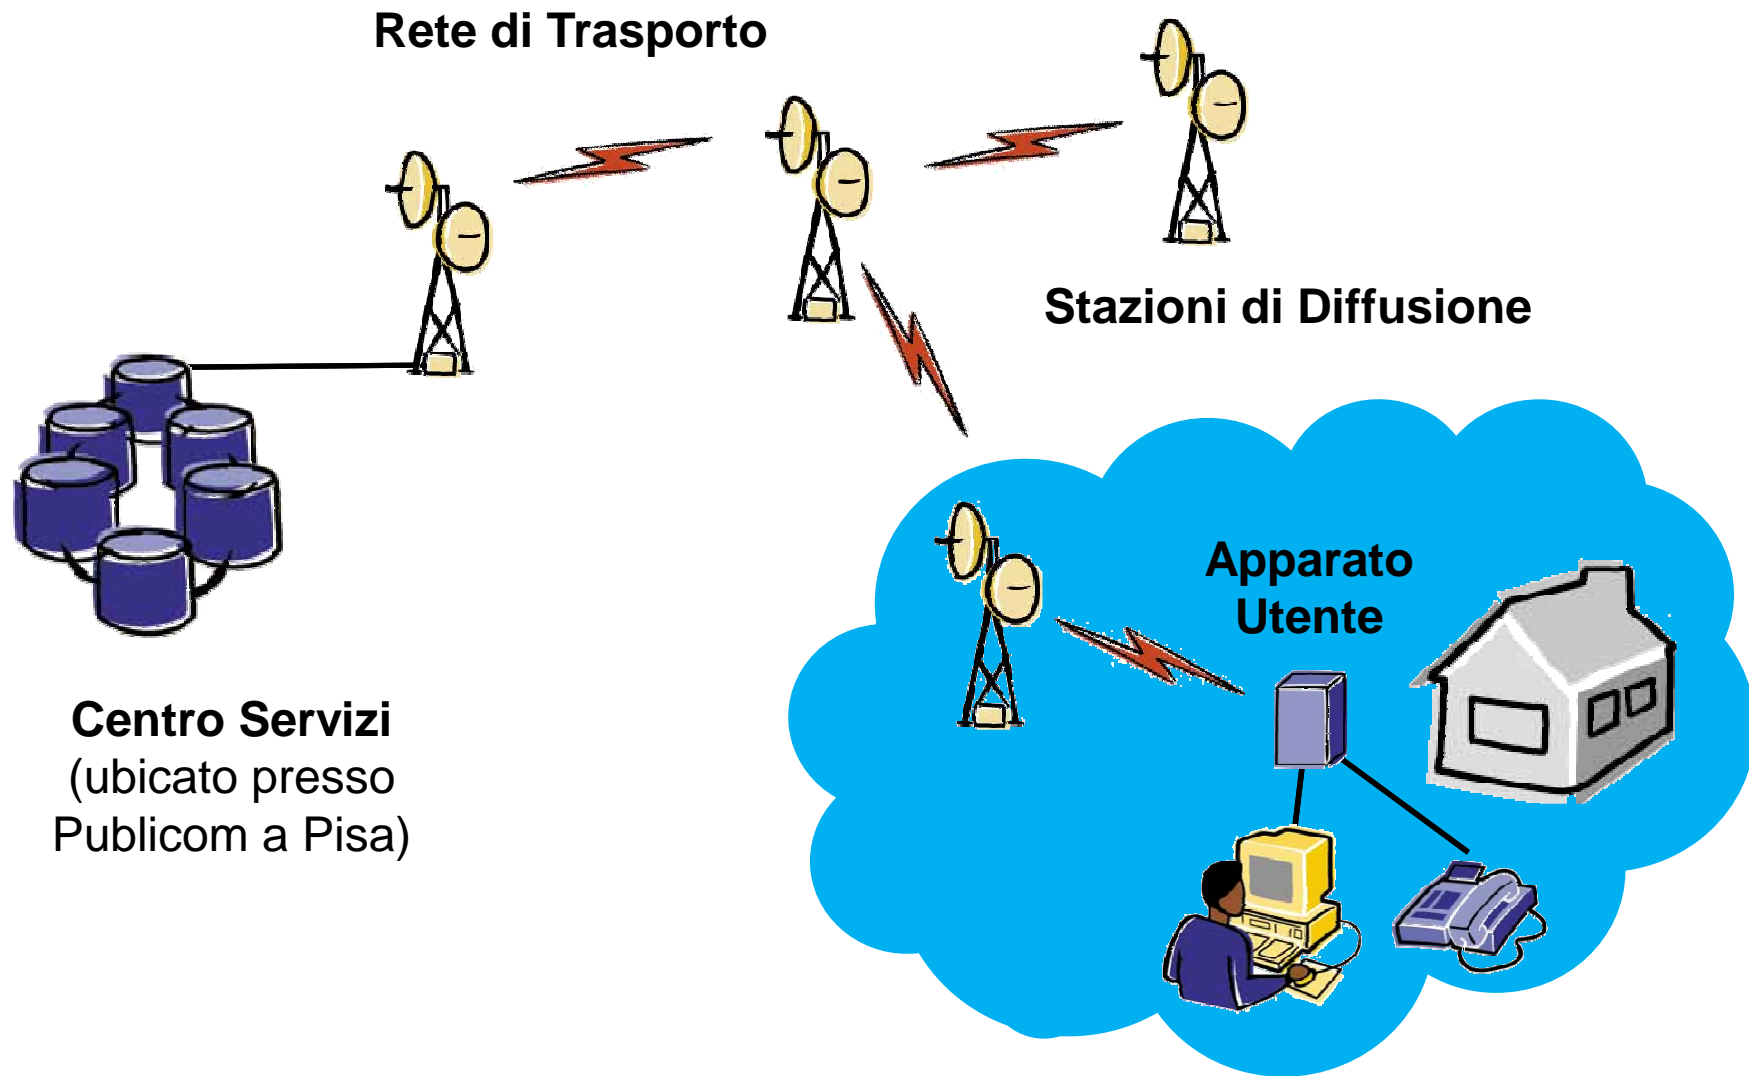 Rete di Trasporto
Stazioni di Diffusione
Apparato
Utente
Centro Servizi
(ubicato presso
Publicom a Pisa)